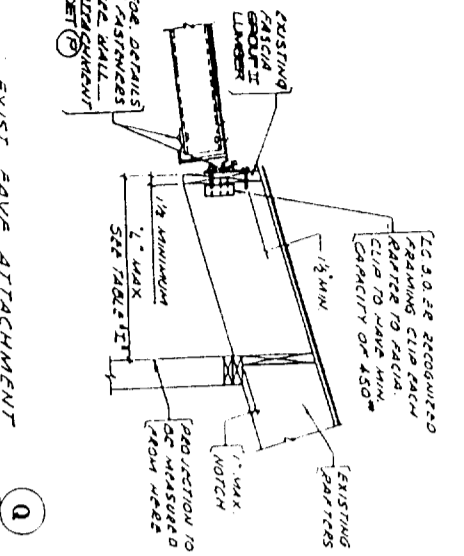 EXISTING
FASCIA
GROUP II
LUMBER
FOR DETAILS
FASTENERS
WALL
ATTACHMENT
P
1½ MINIMUM
" MAX
SEE TABLE "I"
1½" MIN.
I.C.B.O. ER RECOGNIZED
FRAMING CLIP EACH
RAFTER TO FACIA.
CLIP TO HAVE MIN.
CAPACITY OF 450#
EXISTING
RAFTERS
1" MAX.
NOTCH
PROJECTION TO
BE MEASURED
FROM HERE
EXIST EAVE ATTACHMENT
Q